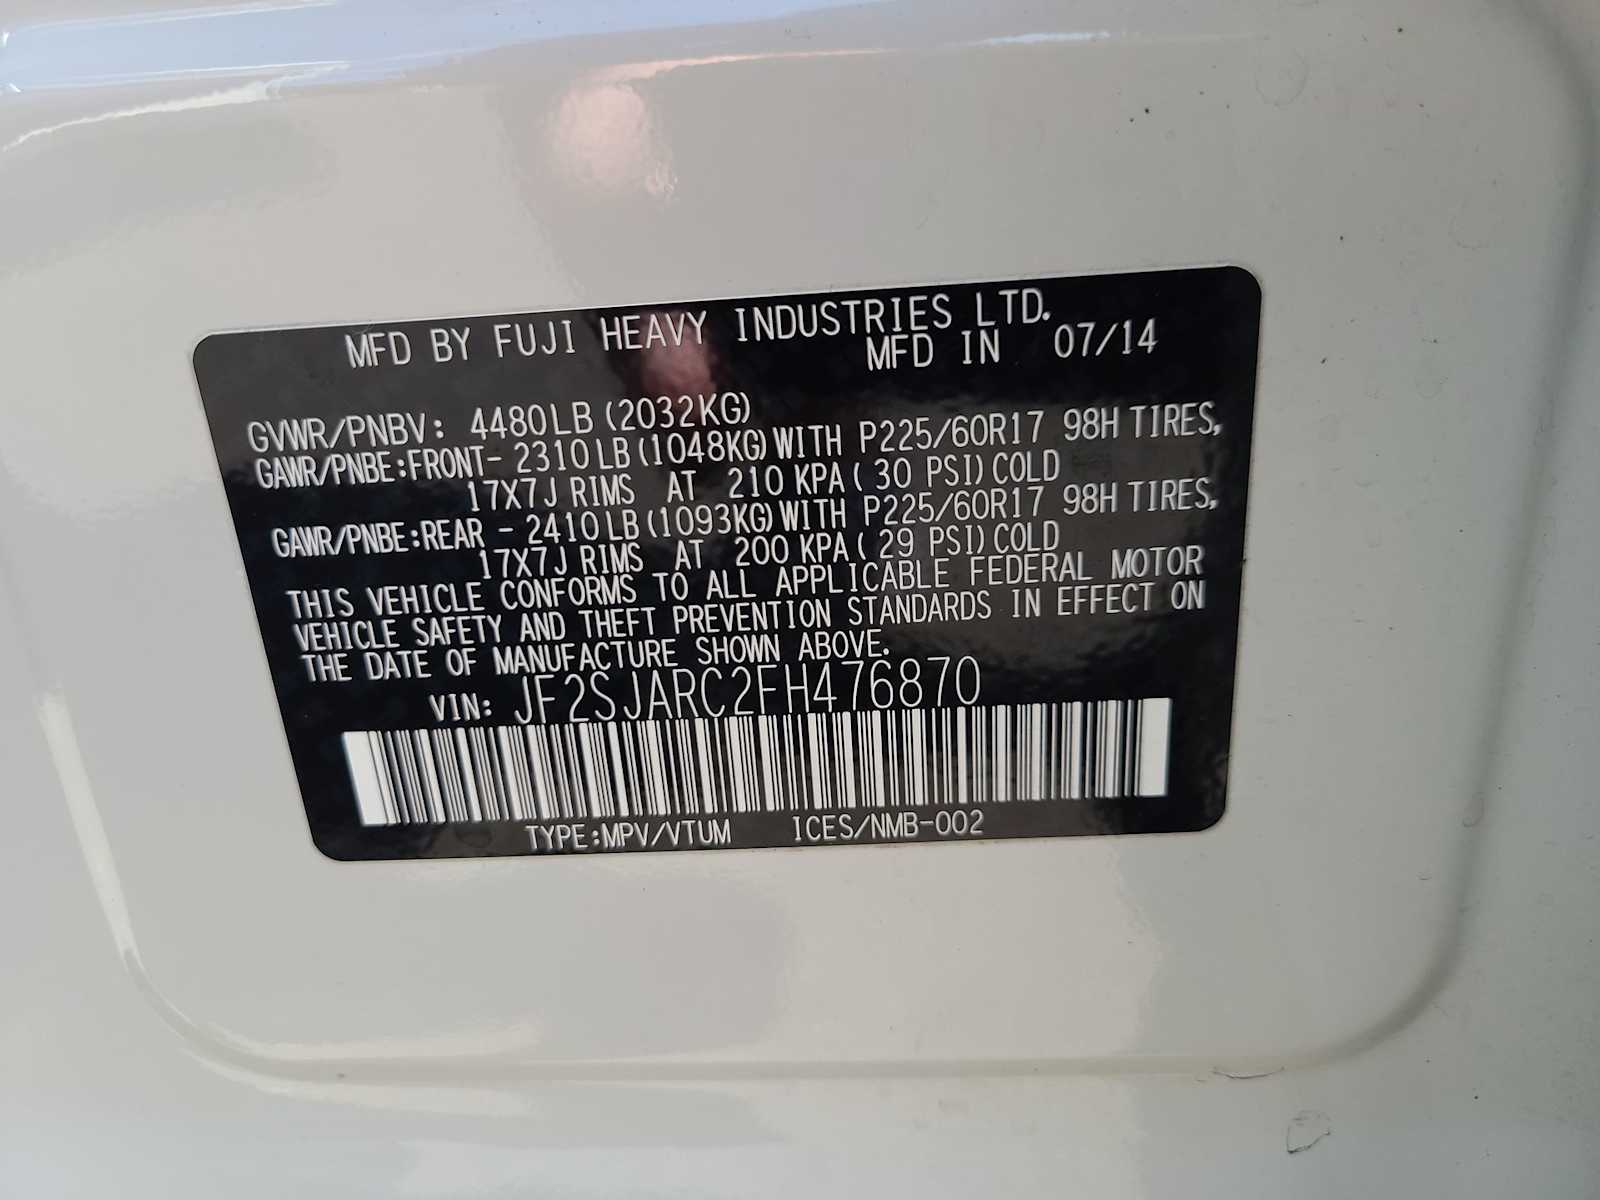 MFD BY FUJI HEAVY INDUSTRIES LTD.
MFD IN 07/14
GVWR/PNBV: 4480LB (2032KG)
GAWR/PNBE:FRONT- 2310LB(1048KG)WITH P225/60R17 98H TIRES,
17X7J RIMS AT 210 KPA( 30 PSI)COLD
GAWR/PNBE:REAR - 2410LB(1093KG)WITH P225/60R17 98H TIRES,
17X7J RIMS AT 200 KPA( 29 PSI)COLD
THIS VEHICLE CONFORMS TO ALL APPLICABLE FEDERAL MOTOR
VEHICLE SAFETY AND THEFT PREVENTION STANDARDS IN EFFECT ON
THE DATE OF MANUFACTURE SHOWN ABOVE.
VIN: JF2SJARC2FH476870
TYPE:MPV/VTUM ICES/NMB-002